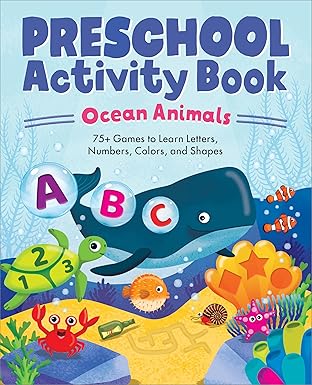 PRESCHOOL
Activity Book
Ocean Animals
75+ Games to Learn Letters,
Numbers, Colors, and Shapes
A B C
2
1 3